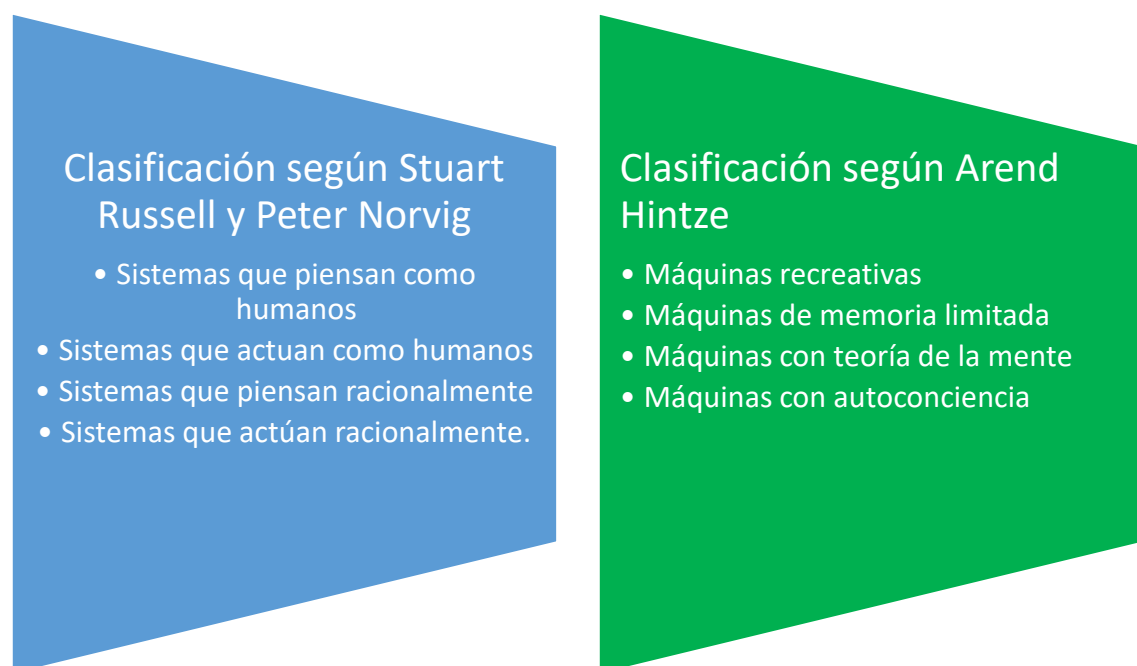 Clasificación según Stuart
Russell y Peter Norvig
• Sistemas que piensan como
humanos
• Sistemas que actuan como humanos
• Sistemas que piensan racionalmente
• Sistemas que actúan racionalmente.
Clasificación según Arend
Hintze
• Máquinas recreativas
• Máquinas de memoria limitada
• Máquinas con teoría de la mente
• Máquinas con autoconciencia